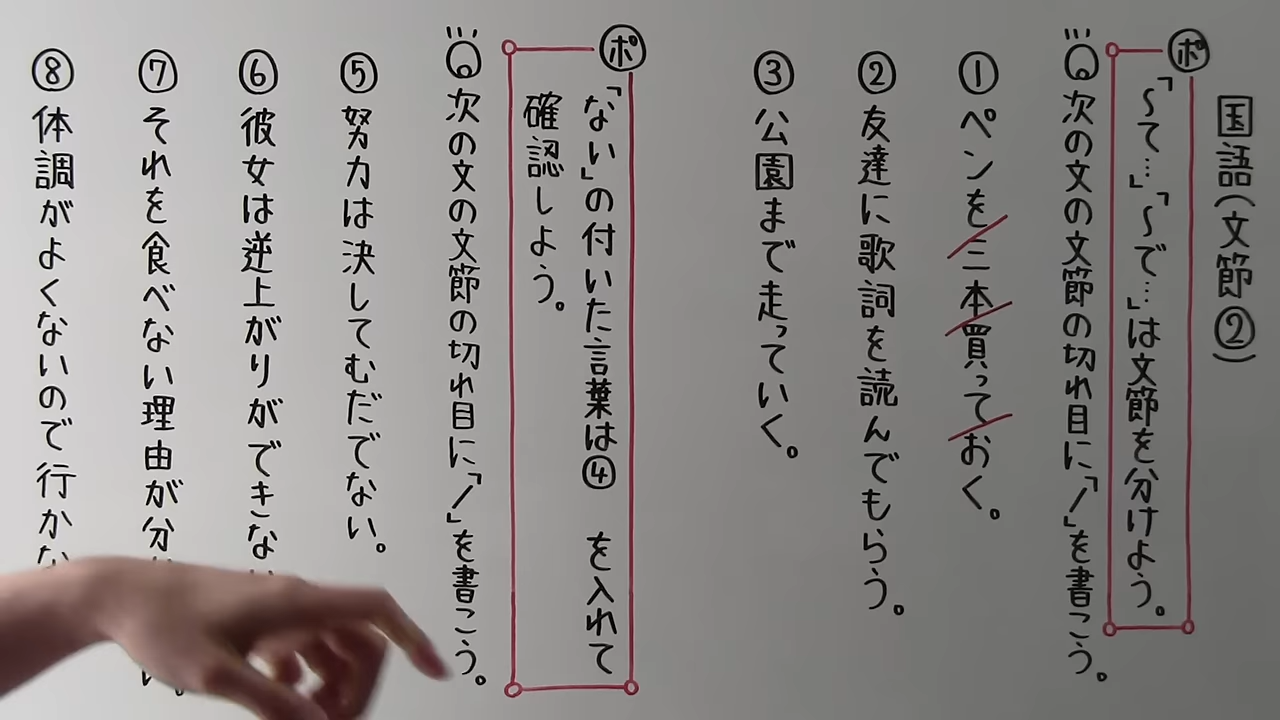 国語(文節②)
ポ
「〜て…」「〜で…」は文節を分けよう。
次の文の文節の切れ目に「/」を書こう。
①ペンを/三本/買って/おく。
②友達に歌詞を読んでもらう。
③公園まで走っていく。
ポ
「ない」の付いた言葉は④ を入れて
確認しよう。
次の文の文節の切れ目に「/」を書こう。
⑤努力は決してむだでない。
⑥彼女は逆上がりができな
⑦それを食べない理由が分
⑧体調がよくないので行かな